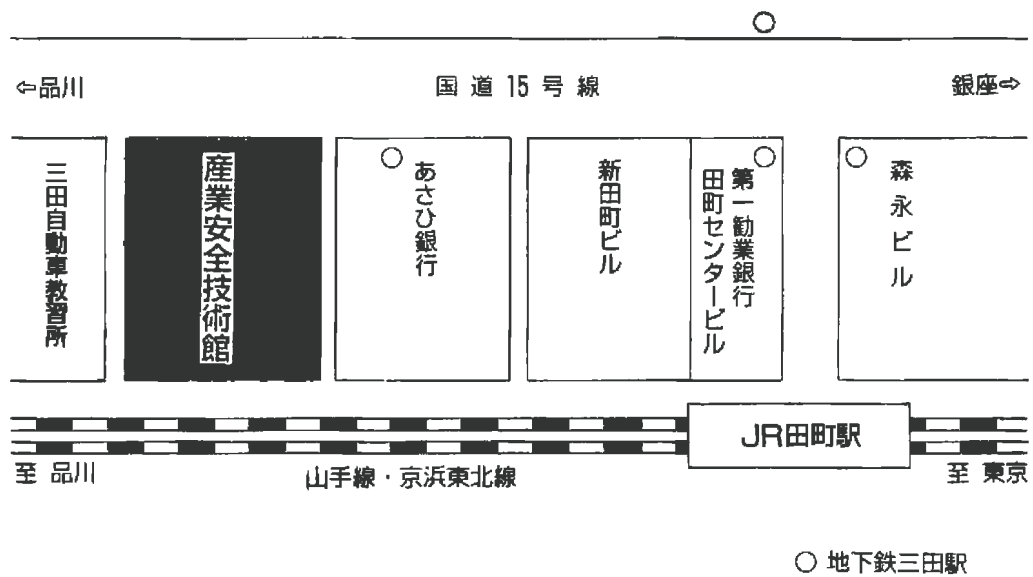 ⇦品川
国道15号線
銀座⇨
三田自動車教習所
産業安全技術館
あさひ銀行
新田町ビル
第一勧業銀行
田町センタービル
森永ビル
JR田町駅
至 品川
山手線・京浜東北線
至 東京
○ 地下鉄三田駅